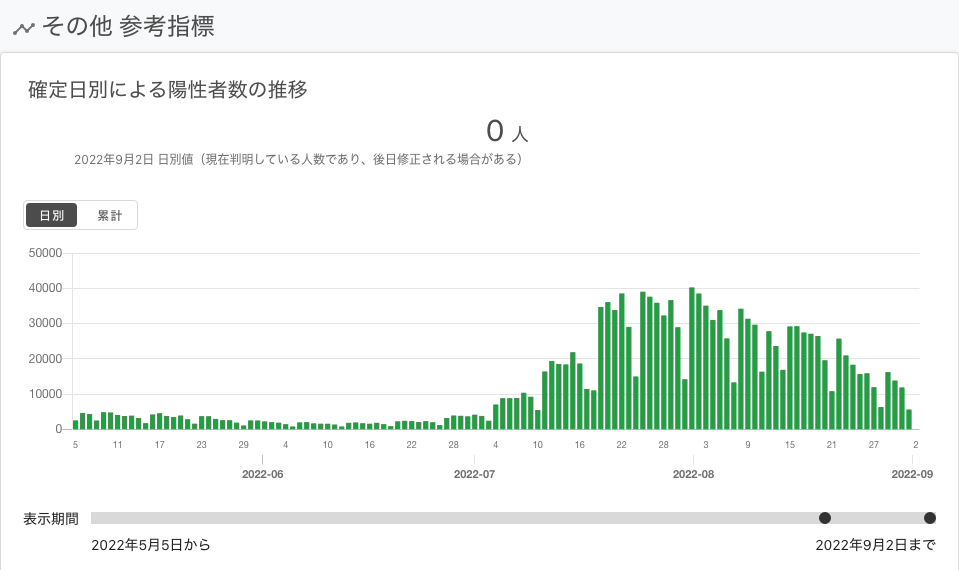 その他 参考指標
確定日別による陽性者数の推移
0 人
2022年9月2日 日別値（現在判明している人数であり、後日修正される場合がある）
日別 累計
50000
40000
30000
20000
10000
0
5 11 17 23 29 4 10 16 22 28 4 10 16 22 28 3 9 15 21 27 2
2022-06 2022-07 2022-08 2022-09
表示期間
2022年5月5日から 2022年9月2日まで